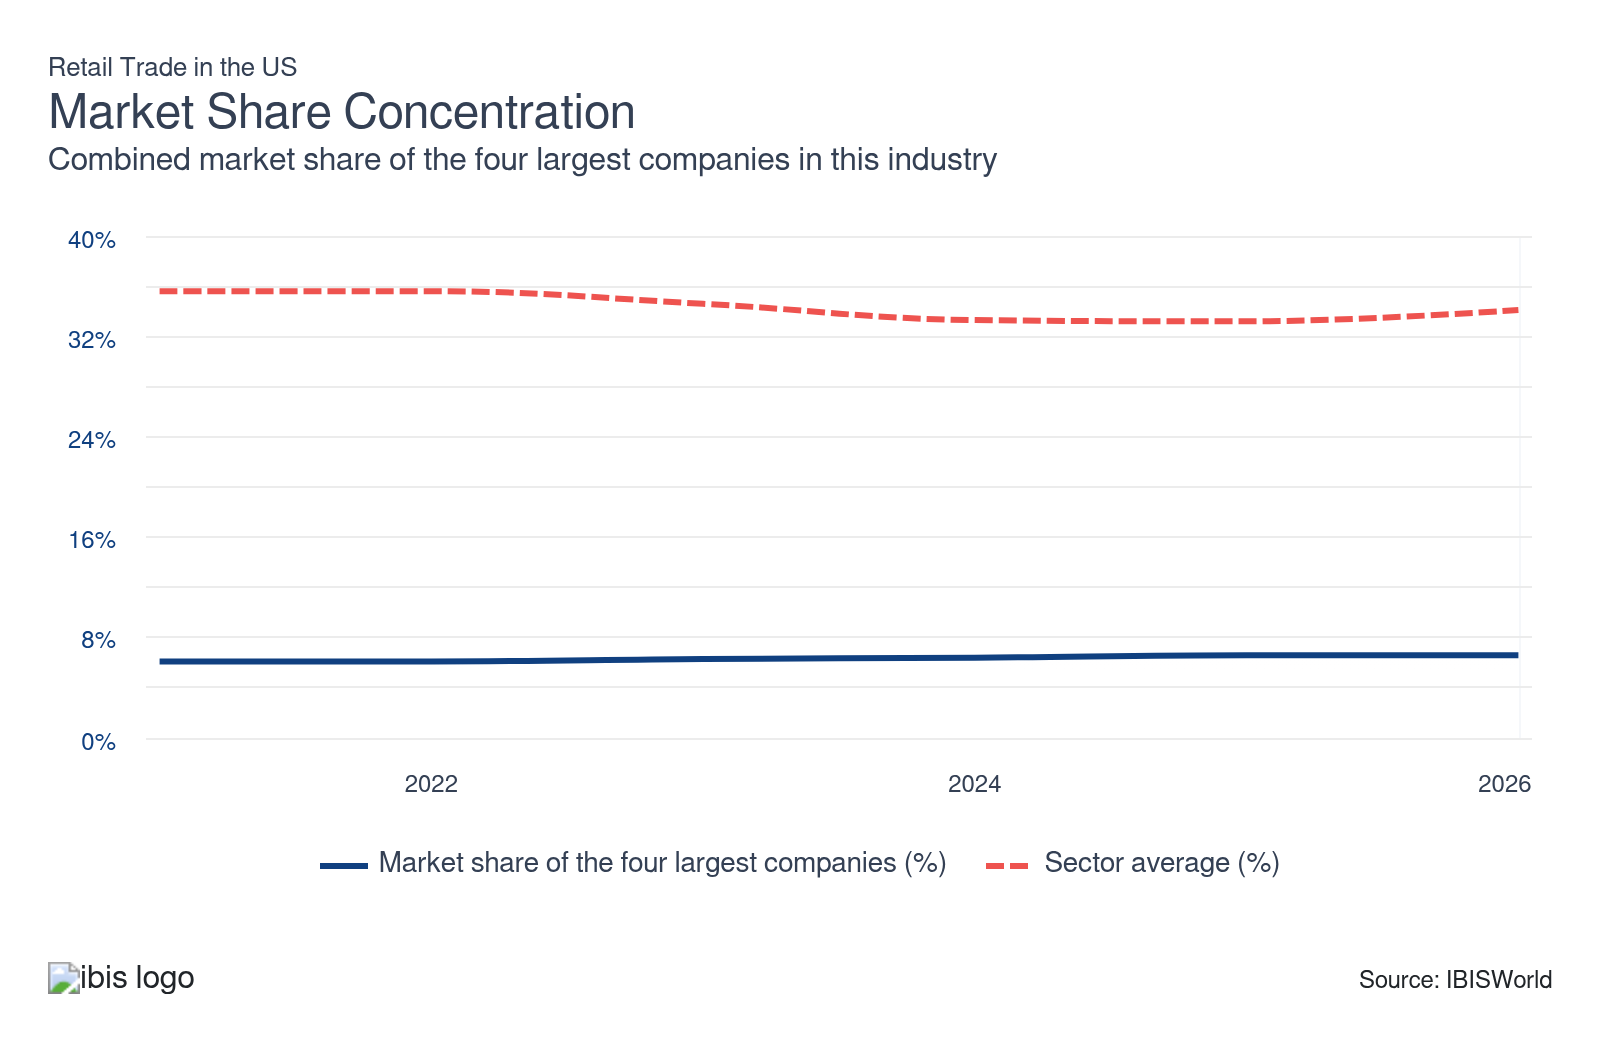 Retail Trade in the US
Market Share Concentration
Combined market share of the four largest companies in this industry
40%
32%
24%
16%
8%
0%
2022 2024 2026
Market share of the four largest companies (%) Sector average (%)
ibis logo Source: IBISWorld